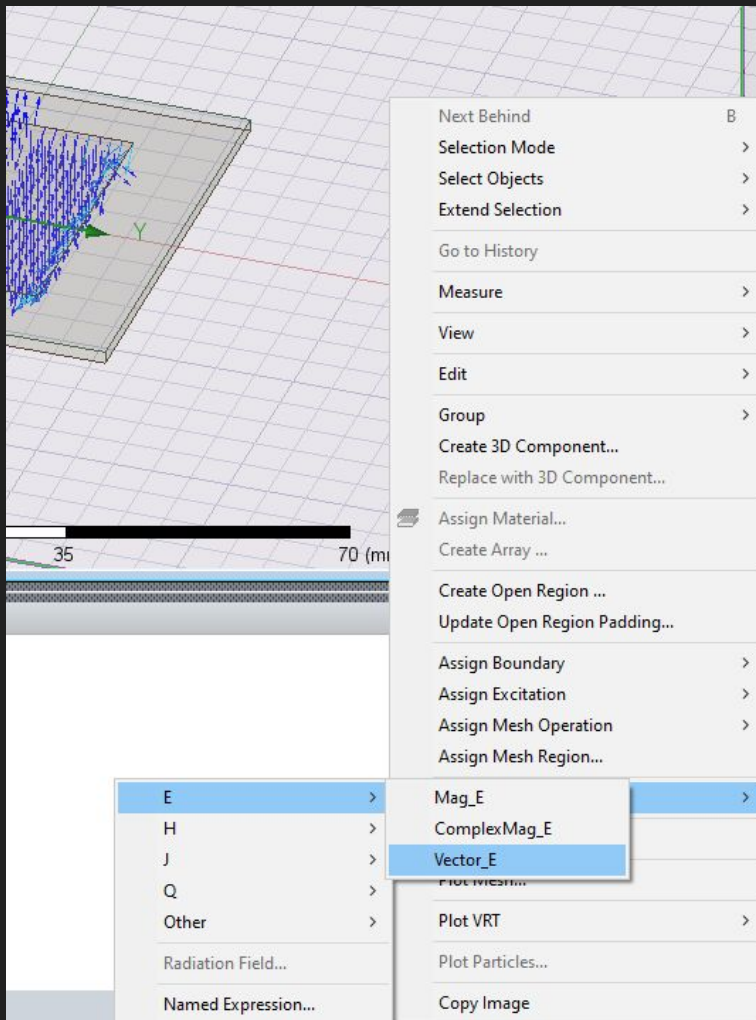 Next Behind B
Selection Mode
Select Objects
Extend Selection
Go to History
Measure
View
Edit
Group
Create 3D Component...
Replace with 3D Component...
Assign Material...
Create Array ...
Create Open Region ...
Update Open Region Padding...
Assign Boundary
Assign Excitation
Assign Mesh Operation
Assign Mesh Region...
Plot Mesh...
Plot VRT
Plot Particles...
Copy Image
Mag_E
ComplexMag_E
Vector_E
E
H
J
Q
Other
Radiation Field...
Named Expression...
Y
35
70